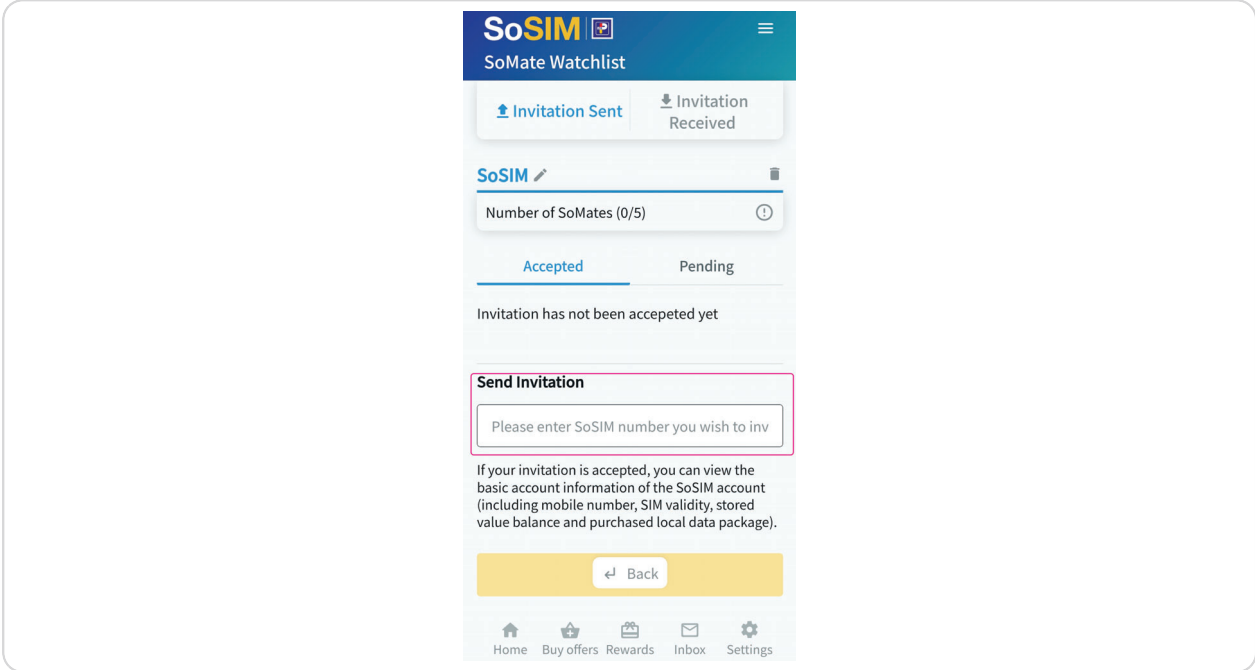 SoSIM
SoMate Watchlist
Invitation Sent
Invitation
Received
SoSIM
Number of SoMates (0/5)
Accepted
Pending
Invitation has not been accepeted yet
Send Invitation
Please enter SoSIM number you wish to inv
If your invitation is accepted, you can view the
basic account information of the SoSIM account
(including mobile number, SIM validity, stored
value balance and purchased local data package).
Back
Home Buy offers Rewards Inbox Settings